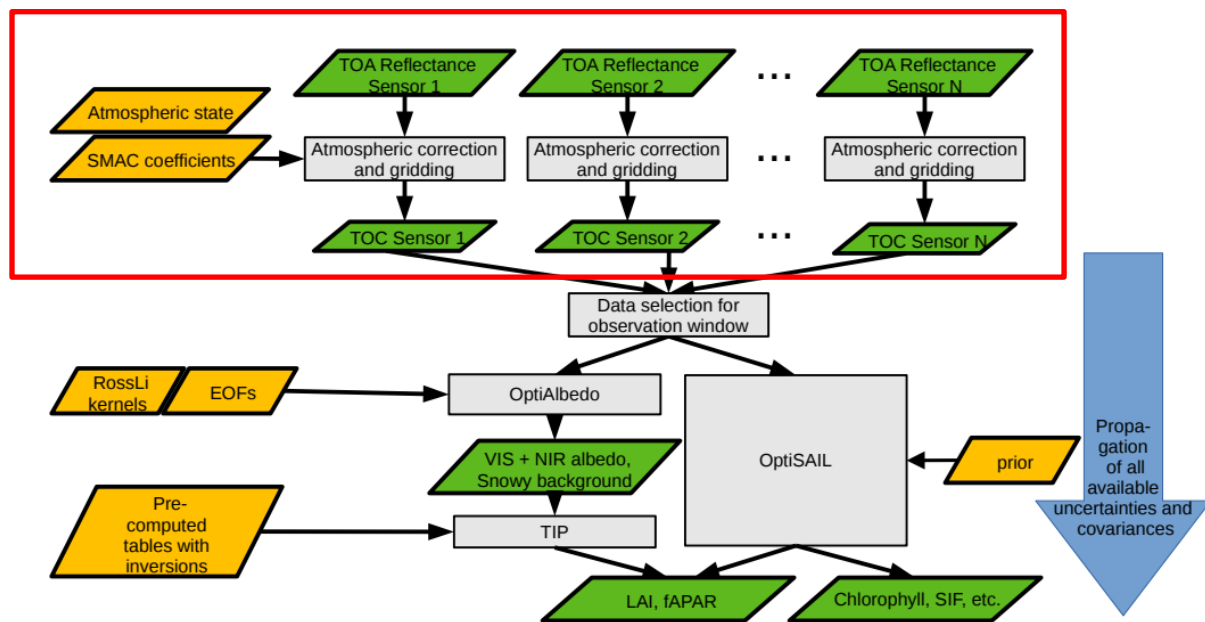 TOA Reflectance
Sensor 1
TOA Reflectance
Sensor 2
...
TOA Reflectance
Sensor N
Atmospheric state
SMAC coefficients
Atmospheric correction
and gridding
Atmospheric correction
and gridding
...
Atmospheric correction
and gridding
TOC Sensor 1
TOC Sensor 2
...
TOC Sensor N
Data selection for
observation window
RossLi
kernels
EOFs
OptiAlbedo
VIS + NIR albedo,
Snowy background
OptiSAIL
prior
Propa-
gation
of all
available
uncertainties and
covariances
Pre-
computed
tables with
inversions
TIP
LAI, fAPAR
Chlorophyll, SIF, etc.